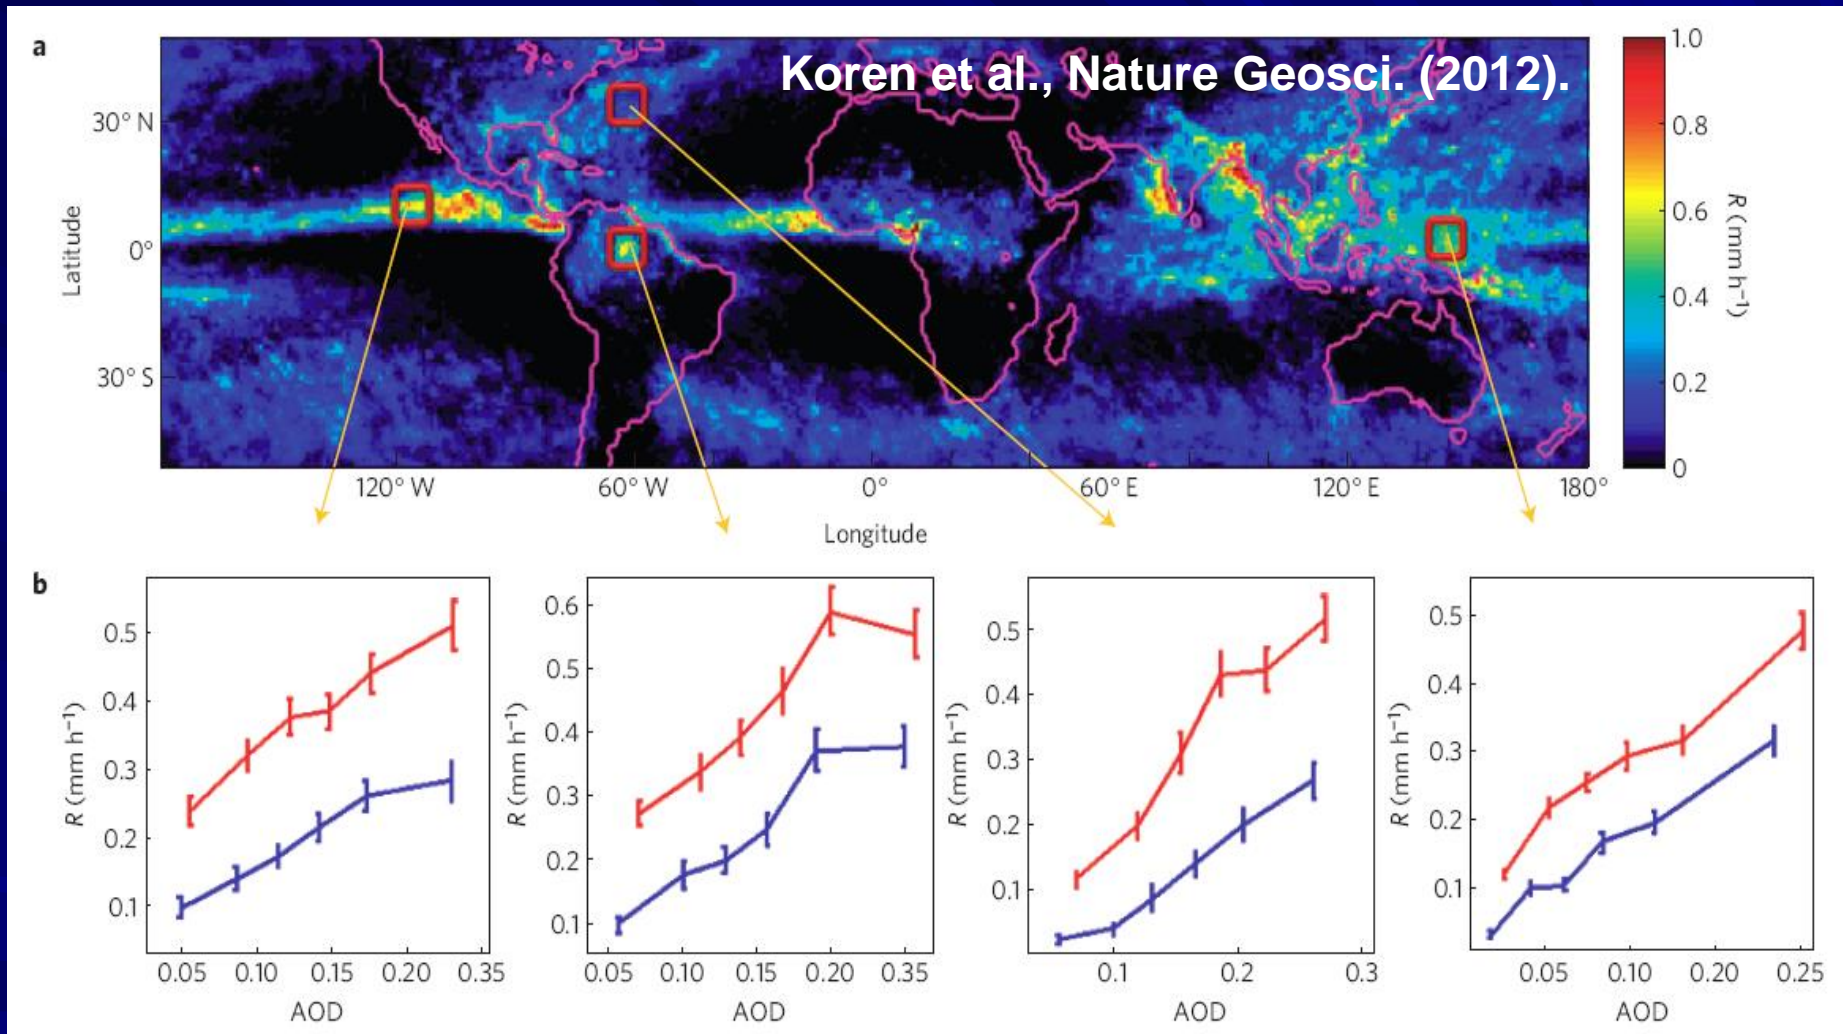 a
Koren et al., Nature Geosci. (2012).
30° N
0°
30° S
Latitude
120° W
60° W
0°
60° E
120° E
180°
Longitude
1.0
0.8
0.6
0.4
0.2
0
R (mm h⁻¹)
b
0.5
0.4
0.3
0.2
0.1
R (mm h⁻¹)
0.05 0.10 0.15 0.20 0.35
AOD
0.6
0.5
0.4
0.3
0.2
0.1
R (mm h⁻¹)
0.05 0.10 0.15 0.20 0.35
AOD
0.5
0.4
0.3
0.2
0.1
R (mm h⁻¹)
0.1 0.2 0.3
AOD
0.5
0.4
0.3
0.2
0.1
R (mm h⁻¹)
0.05 0.10 0.20 0.25
AOD